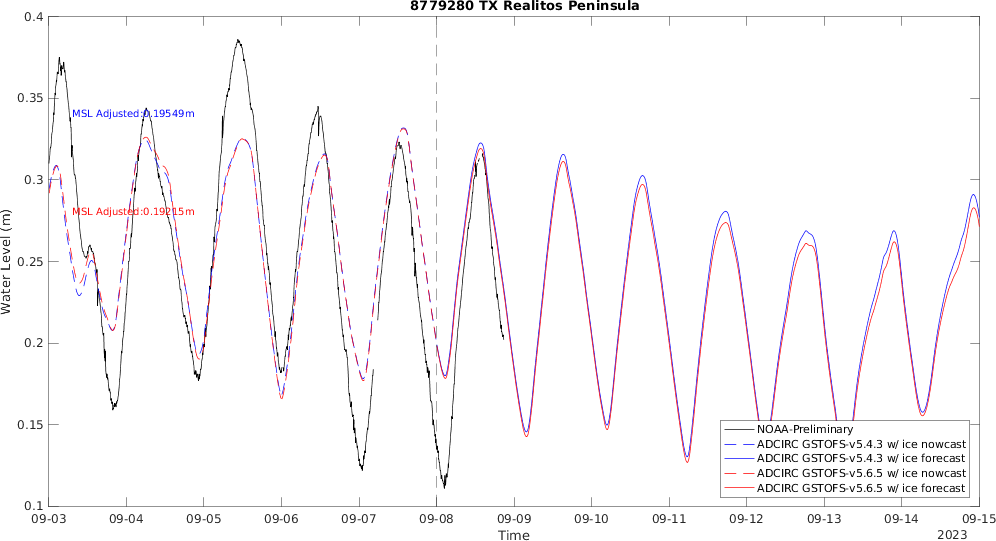 8779280 TX Realitos Peninsula
0.4
0.35
0.3
0.25
0.2
0.15
0.1
Water Level (m)
MSL Adjusted:0.19549m
MSL Adjusted:0.19215m
NOAA-Preliminary
ADCIRC GSTOFS-v5.4.3 w/ ice nowcast
ADCIRC GSTOFS-v5.4.3 w/ ice forecast
ADCIRC GSTOFS-v5.6.5 w/ ice nowcast
ADCIRC GSTOFS-v5.6.5 w/ ice forecast
09-03 09-04 09-05 09-06 09-07 09-08 09-09 09-10 09-11 09-12 09-13 09-14 09-15
Time
2023